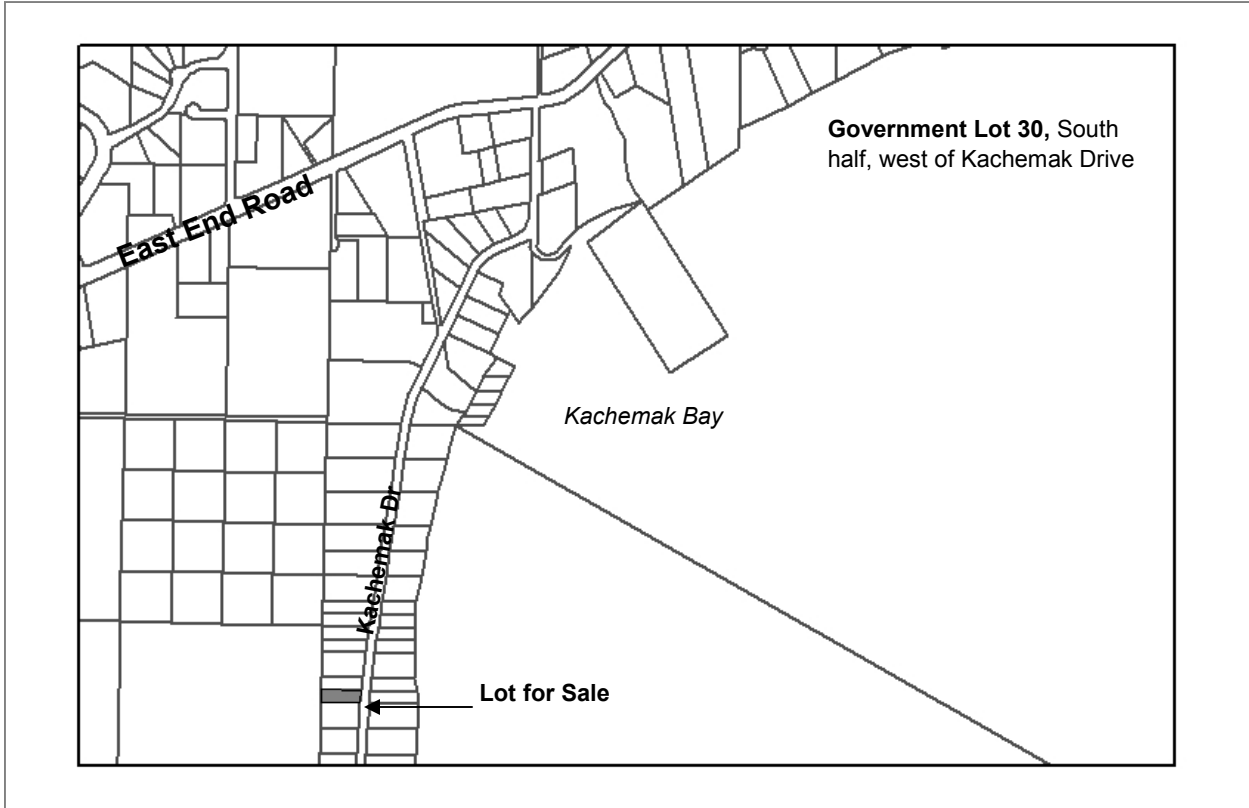 Government Lot 30, South
half, west of Kachemak Drive
East End Road
Kachemak Bay
Kachemak Dr
Lot for Sale